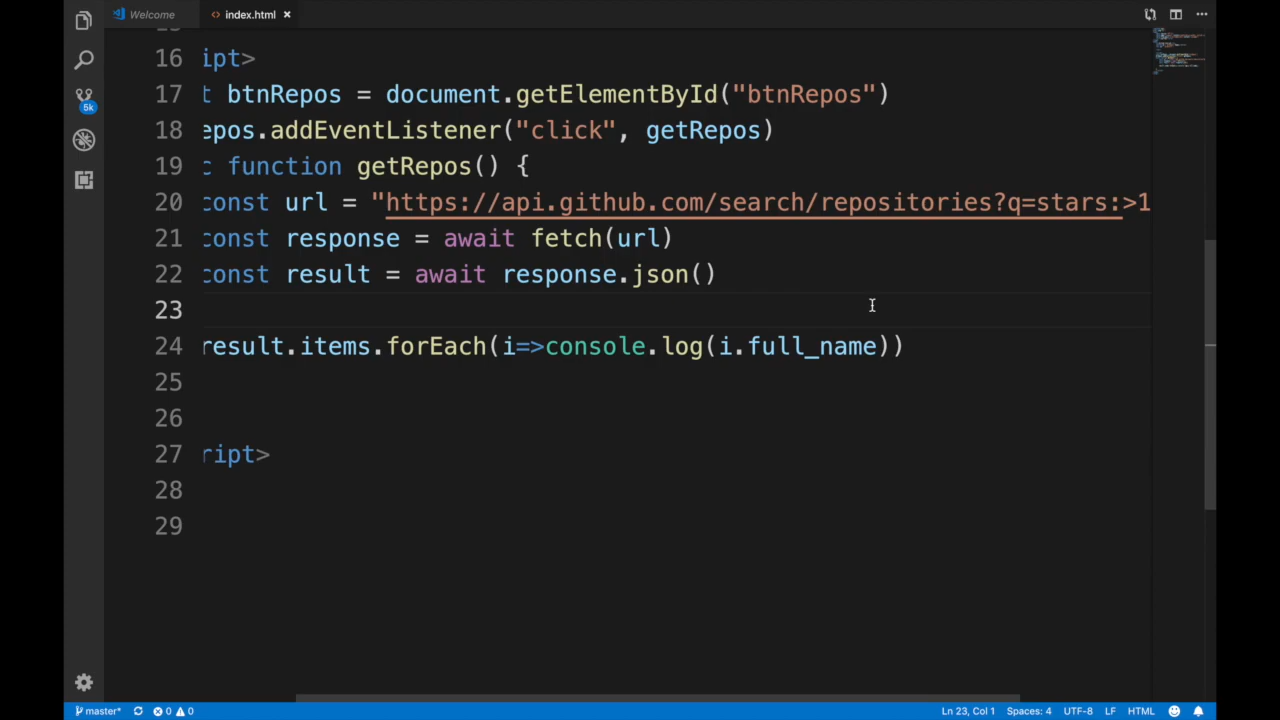 Welcome
<> index.html ×
5k
15
16 ipt>
17 t btnRepos = document.getElementById("btnRepos")
18 epos.addEventListener("click", getRepos)
19 c function getRepos() {
20 const url = "https://api.github.com/search/repositories?q=stars:>1
21 const response = await fetch(url)
22 const result = await response.json()
23
24 result.items.forEach(i=>console.log(i.full_name))
25
26
27 ript>
28
29
master* 0 0 Ln 23, Col 1 Spaces: 4 UTF-8 LF HTML